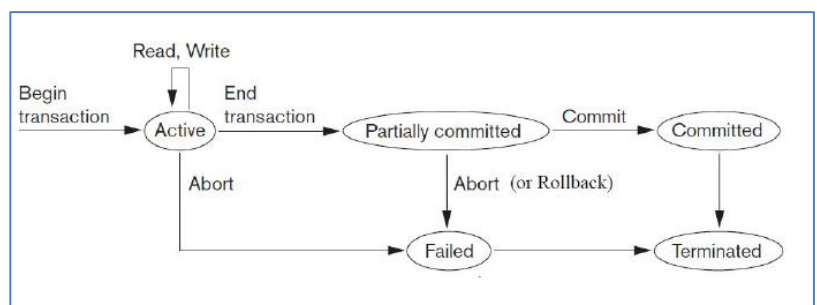 Read, Write
Begin
transaction
End
transaction
Active
Partially committed
Commit
Committed
Abort
Abort (or Rollback)
Failed
Terminated